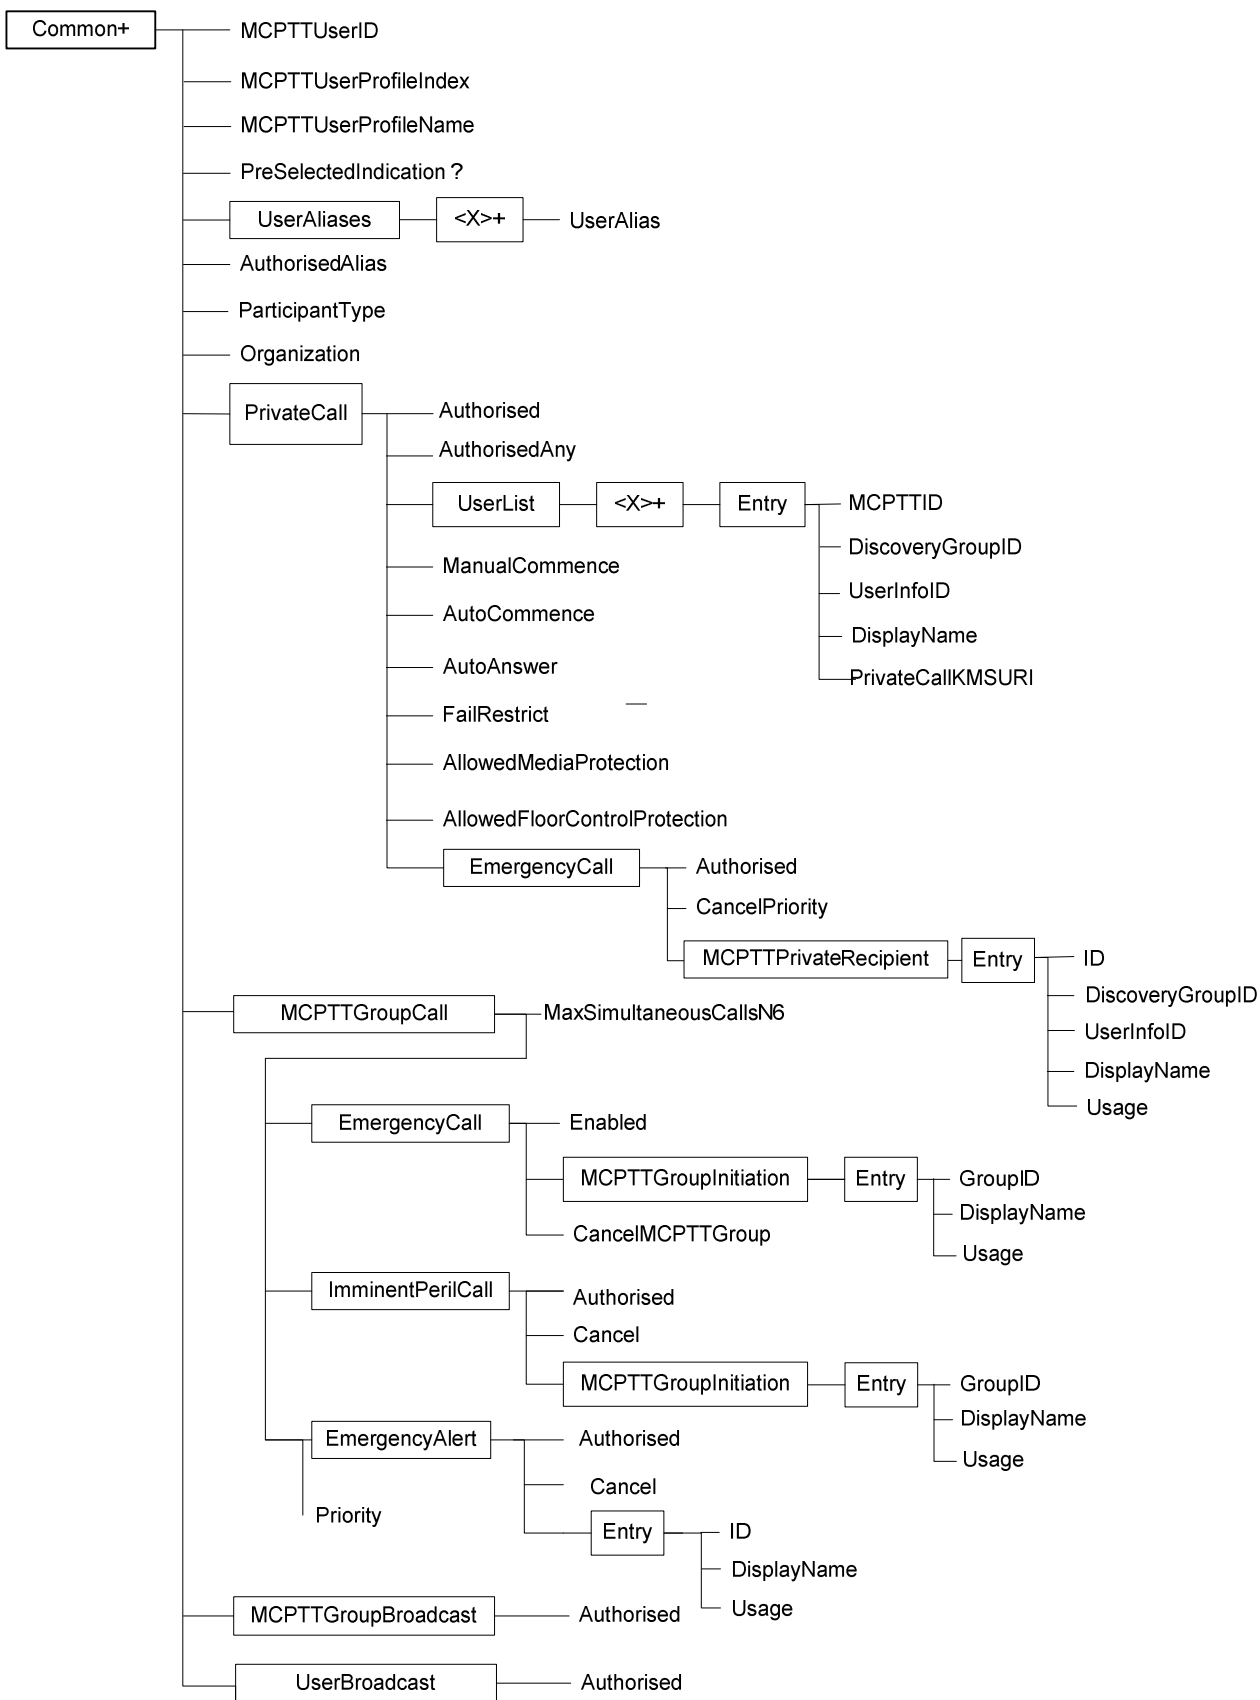 Common+
MCPTTUserID
MCPTTUserProfileIndex
MCPTTUserProfileName
PreSelectedIndication ?
UserAliases <X>+ UserAlias
AuthorisedAlias
ParticipantType
Organization
PrivateCall Authorised
AuthorisedAny
UserList <X>+ Entry MCPTTID
DiscoveryGroupID
UserInfoID
DisplayName
PrivateCallKMSURI
ManualCommence
AutoCommence
AutoAnswer
FailRestrict
AllowedMediaProtection
AllowedFloorControlProtection
EmergencyCall Authorised
CancelPriority
MCPTTPrivateRecipient Entry ID
DiscoveryGroupID
UserInfoID
DisplayName
Usage
MCPTTGroupCall MaxSimultaneousCallsN6
EmergencyCall Enabled
MCPTTGroupInitiation Entry GroupID
DisplayName
Usage
CancelMCPTTGroup
ImminentPerilCall Authorised
Cancel
MCPTTGroupInitiation Entry GroupID
DisplayName
Usage
EmergencyAlert Authorised
Cancel
Entry ID
DisplayName
Usage
Priority
MCPTTGroupBroadcast Authorised
UserBroadcast Authorised